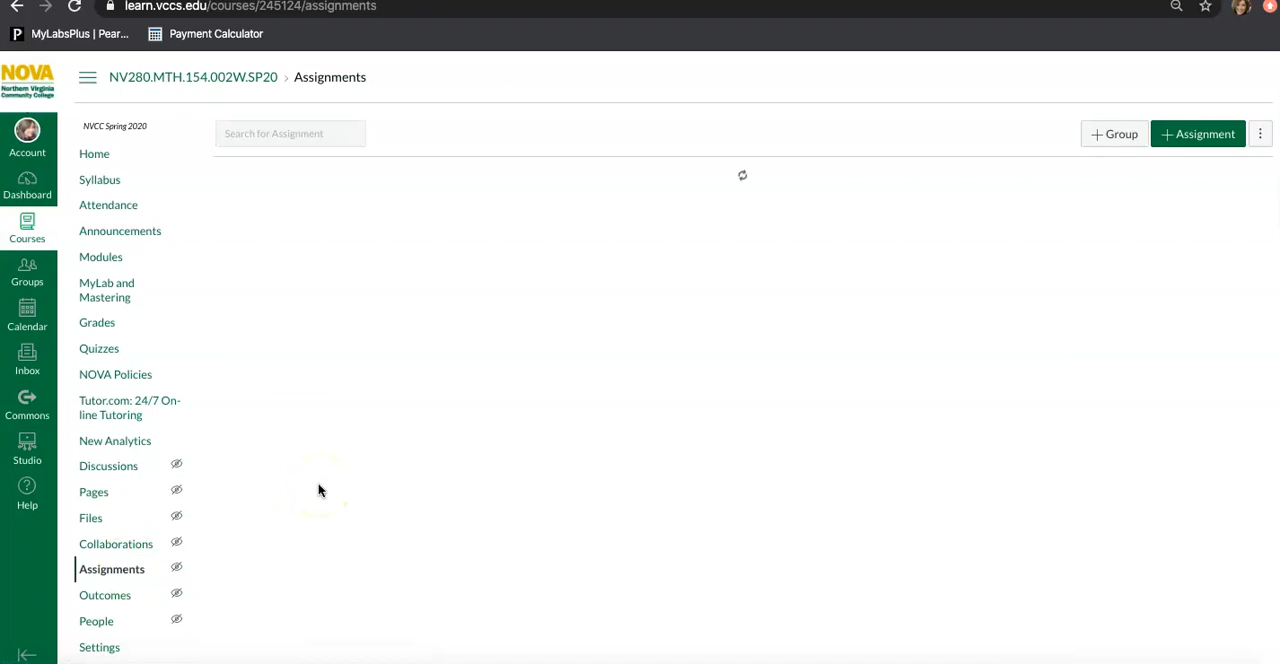 learn.vccs.edu/courses/245124/assignments
P MyLabsPlus | Pear...
Payment Calculator
NOVA
Northern Virginia
Community College
NV280.MTH.154.002W.SP20 › Assignments
NVCC Spring 2020
Search for Assignment
+ Group
+ Assignment
Account
Dashboard
Courses
Groups
Calendar
Inbox
Commons
Studio
Help
Home
Syllabus
Attendance
Announcements
Modules
MyLab and
Mastering
Grades
Quizzes
NOVA Policies
Tutor.com: 24/7 On-
line Tutoring
New Analytics
Discussions
Pages
Files
Collaborations
Assignments
Outcomes
People
Settings